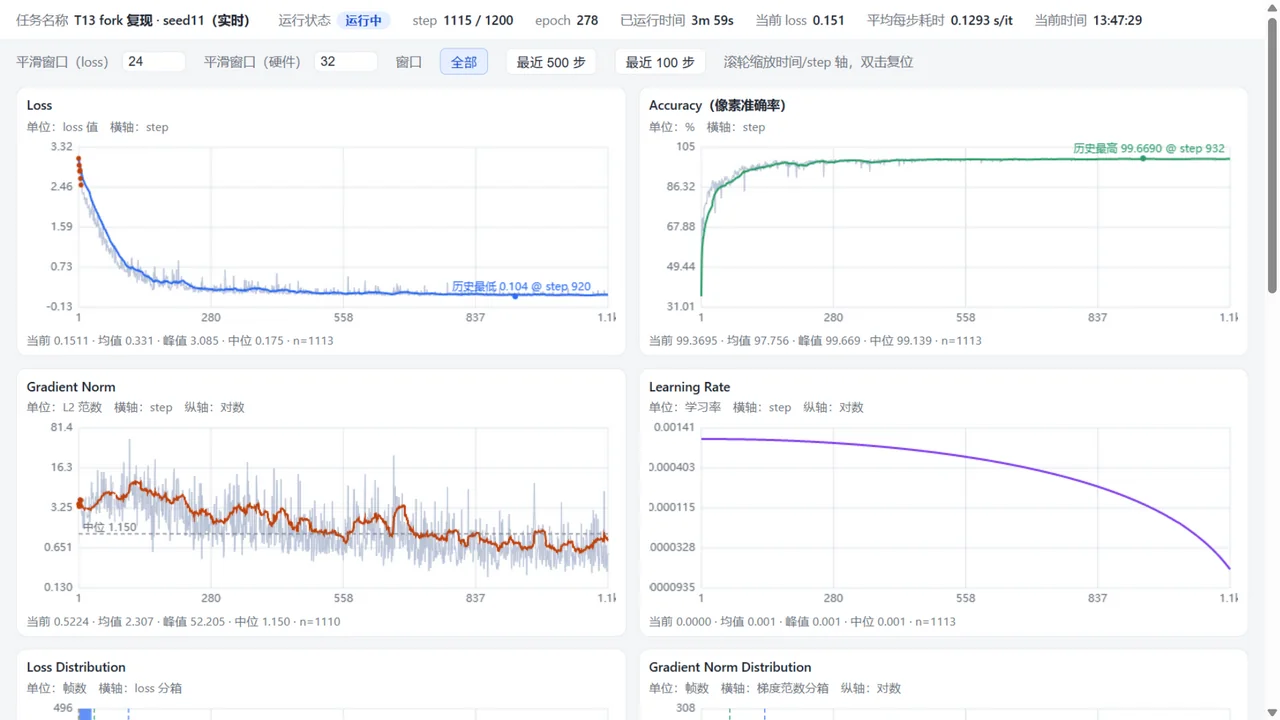 任务名称 T13 fork 复现 · seed11（实时） 运行状态 运行中 step 1115 / 1200 epoch 278 已运行时间 3m 59s 当前 loss 0.151 平均每步耗时 0.1293 s/it 当前时间 13:47:29
平滑窗口（loss） 24 平滑窗口（硬件） 32 窗口 全部 最近 500 步 最近 100 步 滚轮缩放时间/step 轴，双击复位
Loss
单位：loss 值 横轴：step
3.32
2.46
1.59
0.73
-0.13
历史最低 0.104 @ step 920
1 280 558 837 1.1k
当前 0.1511 · 均值 0.331 · 峰值 3.085 · 中位 0.175 · n=1113
Accuracy（像素准确率）
单位：% 横轴：step
105
86.32
67.88
49.44
31.01
历史最高 99.6690 @ step 932
1 280 558 837 1.1k
当前 99.3695 · 均值 97.756 · 峰值 99.669 · 中位 99.139 · n=1113
Gradient Norm
单位：L2 范数 横轴：step 纵轴：对数
81.4
16.3
3.25
0.651
0.130
中位 1.150
1 280 558 837 1.1k
当前 0.5224 · 均值 2.307 · 峰值 52.205 · 中位 1.150 · n=1110
Learning Rate
单位：学习率 横轴：step 纵轴：对数
0.00141
0.000403
0.000115
0000328
0000935
1 280 558 837 1.1k
当前 0.0000 · 均值 0.001 · 峰值 0.001 · 中位 0.001 · n=1113
Loss Distribution
单位：帧数 横轴：loss 分箱
496
Gradient Norm Distribution
单位：帧数 横轴：梯度范数分箱 纵轴：对数
308